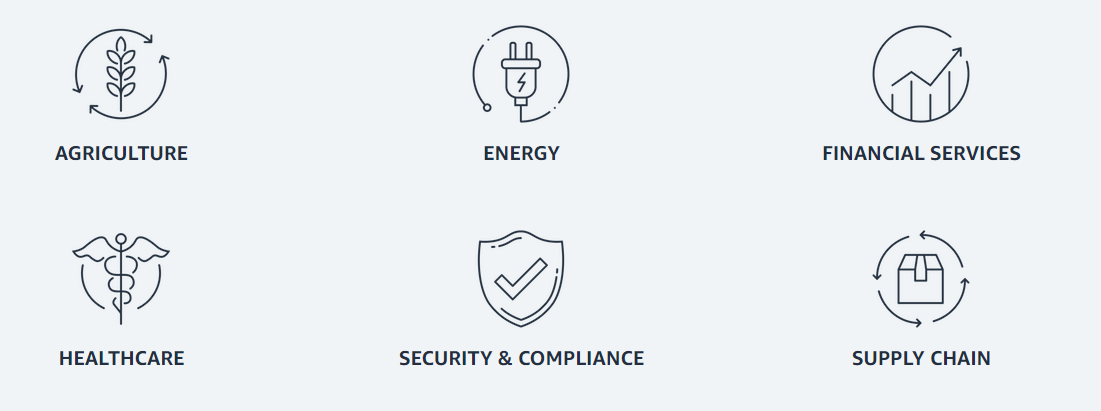 AGRICULTURE
ENERGY
FINANCIAL SERVICES
HEALTHCARE
SECURITY & COMPLIANCE
SUPPLY CHAIN